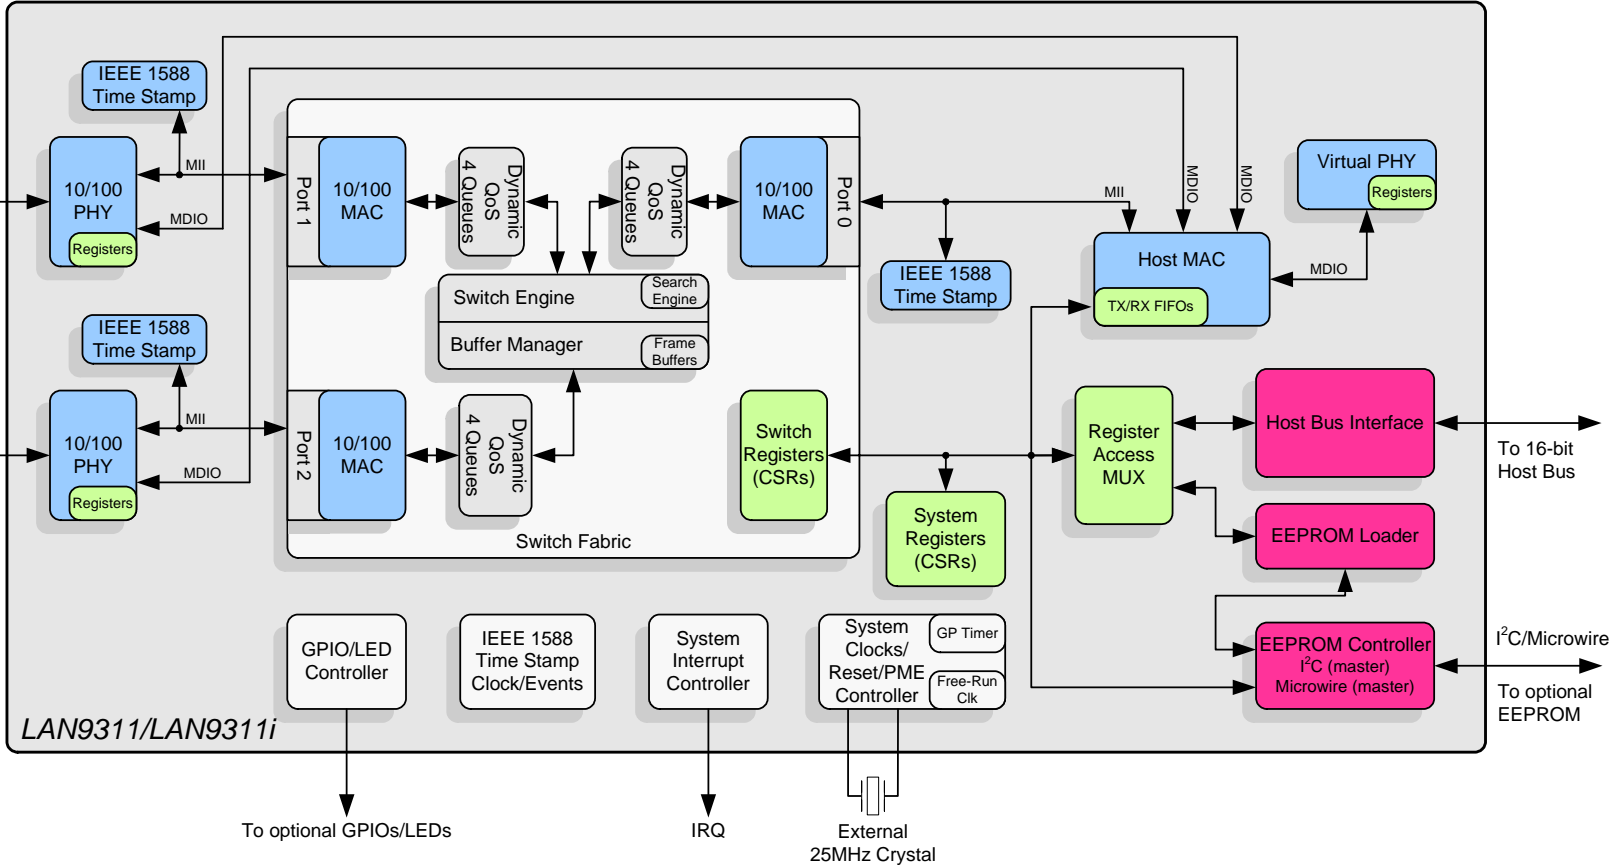 IEEE 1588
Time Stamp
MII
10/100
PHY
MDIO
Registers
IEEE 1588
Time Stamp
MII
10/100
PHY
MDIO
Registers
Port 1
10/100
MAC
Dynamic
QoS
4 Queues
Dynamic
QoS
4 Queues
10/100
MAC
Port 0
Switch Engine
Search
Engine
Buffer Manager
Frame
Buffers
Port 2
10/100
MAC
Dynamic
QoS
4 Queues
Switch
Registers
(CSRs)
Switch Fabric
MII
MDIO
MDIO
IEEE 1588
Time Stamp
Virtual PHY
Registers
Host MAC
TX/RX FIFOs
MDIO
System
Registers
(CSRs)
Register
Access
MUX
Host Bus Interface
To 16-bit
Host Bus
EEPROM Loader
EEPROM Controller
I²C (master)
Microwire (master)
I²C/Microwire
To optional
EEPROM
GPIO/LED
Controller
IEEE 1588
Time Stamp
Clock/Events
System
Interrupt
Controller
System
Clocks/
Reset/PME
Controller
GP Timer
Free-Run
Clk
LAN9311/LAN9311i
To optional GPIOs/LEDs
IRQ
External
25MHz Crystal